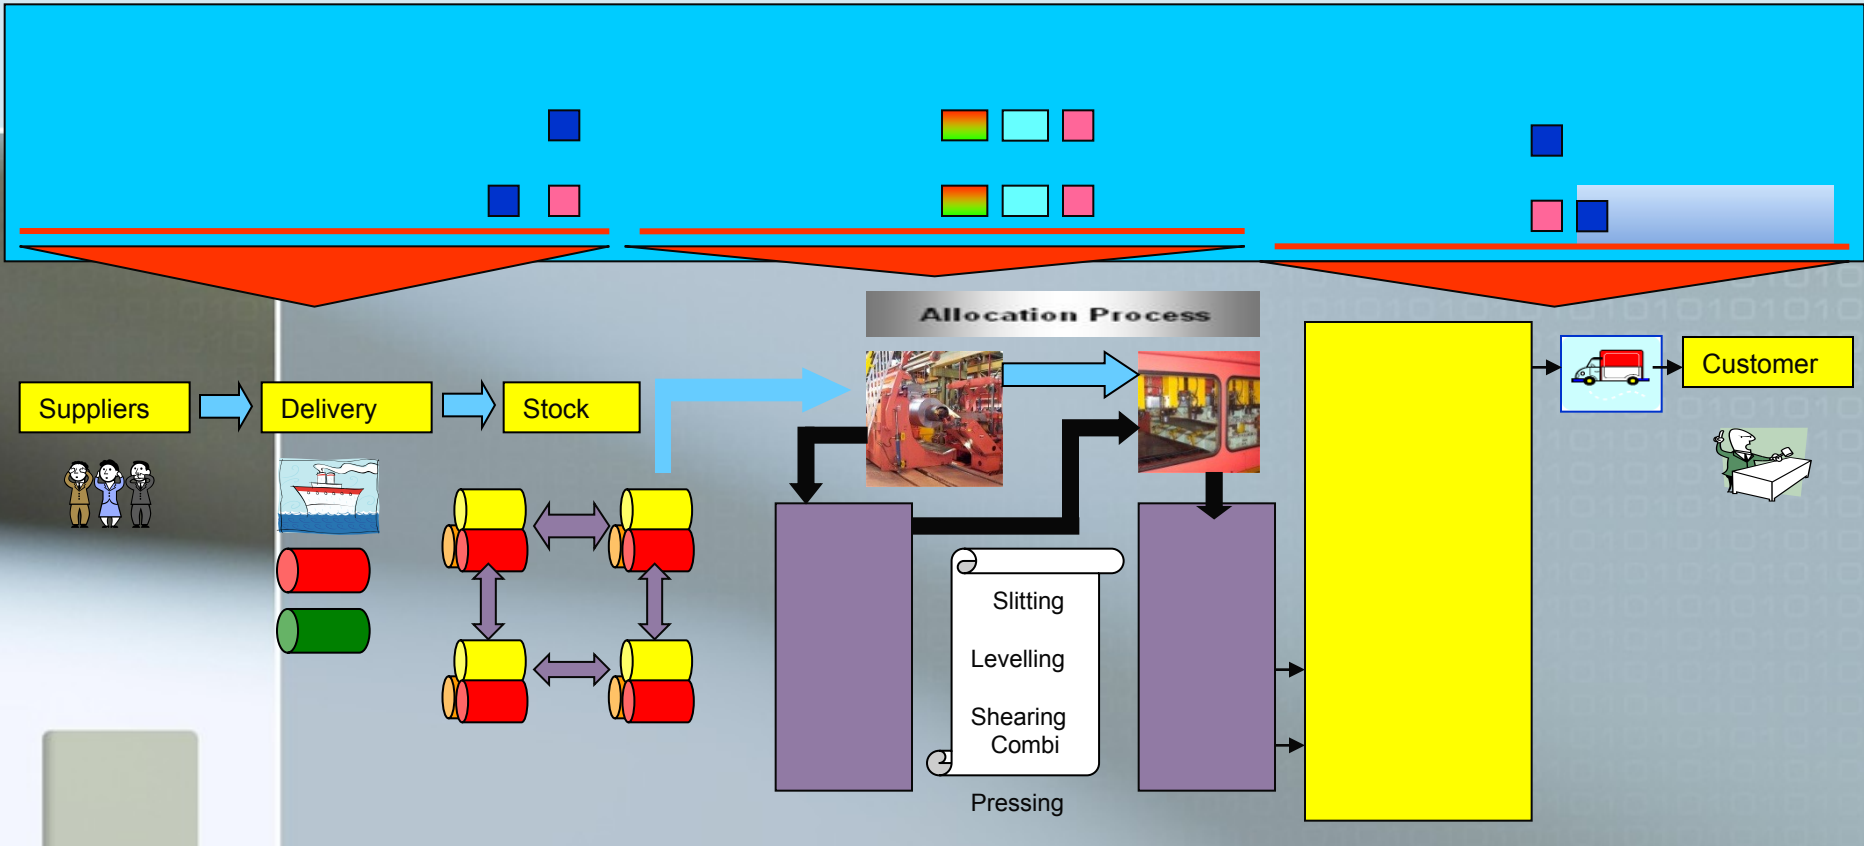 Allocation Process
Suppliers
Delivery
Stock
Customer
Slitting
Levelling
Shearing
Combi
Pressing